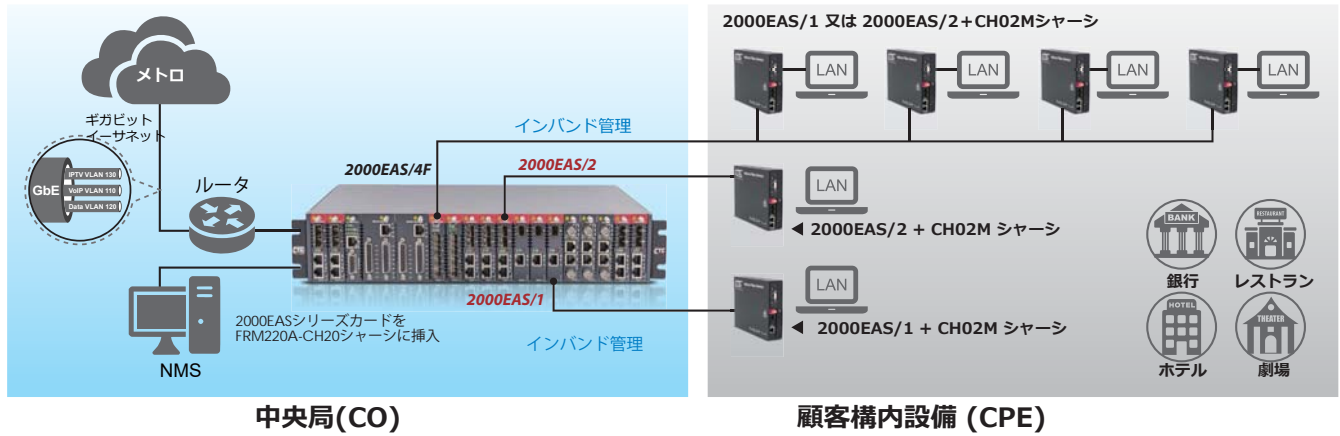 メトロ
ギガビット
イーサネット
GbE
IPTV VLAN 130
VoIP VLAN 110
Data VLAN 120
ルータ
NMS
2000EAS/4F
インバンド管理
2000EAS/2
2000EAS/1
インバンド管理
2000EASシリーズカードを
FRM220A-CH20シャーシに挿入
中央局(CO)
2000EAS/1 又は 2000EAS/2+CH02Mシャーシ
LAN
LAN
LAN
LAN
LAN
◀ 2000EAS/2 + CH02M シャーシ
LAN
◀ 2000EAS/1 + CH02M シャーシ
BANK
銀行
RESTAURANT
レストラン
HOTEL
ホテル
THEATER
劇場
顧客構内設備 (CPE)